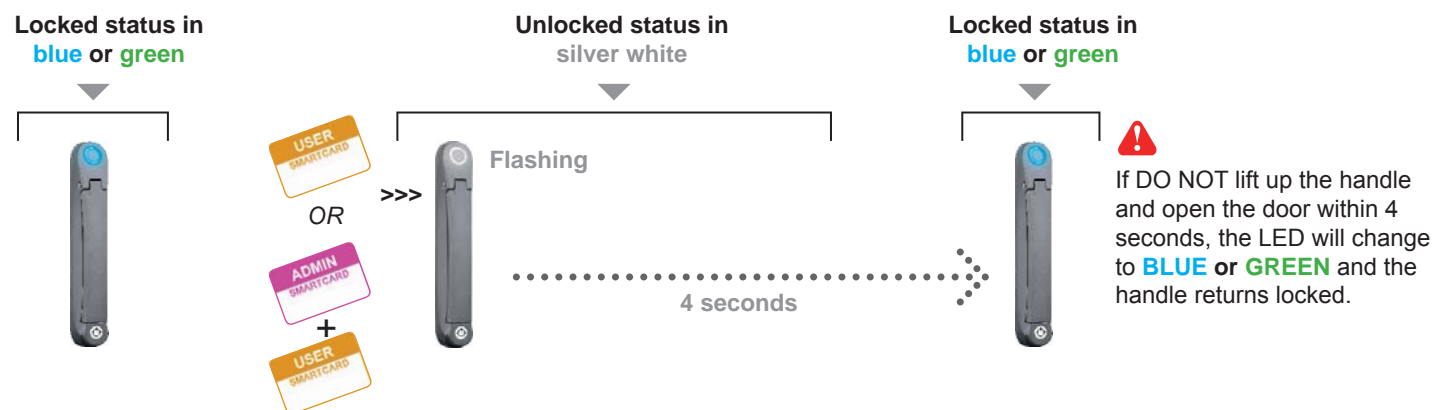 Locked status in
blue or green
Unlocked status in
silver white
Locked status in
blue or green
USER
SMARTCARD
OR
ADMIN
SMARTCARD
+
USER
SMARTCARD
>>>
Flashing
4 seconds
If DO NOT lift up the handle
and open the door within 4
seconds, the LED will change
to BLUE or GREEN and the
handle returns locked.